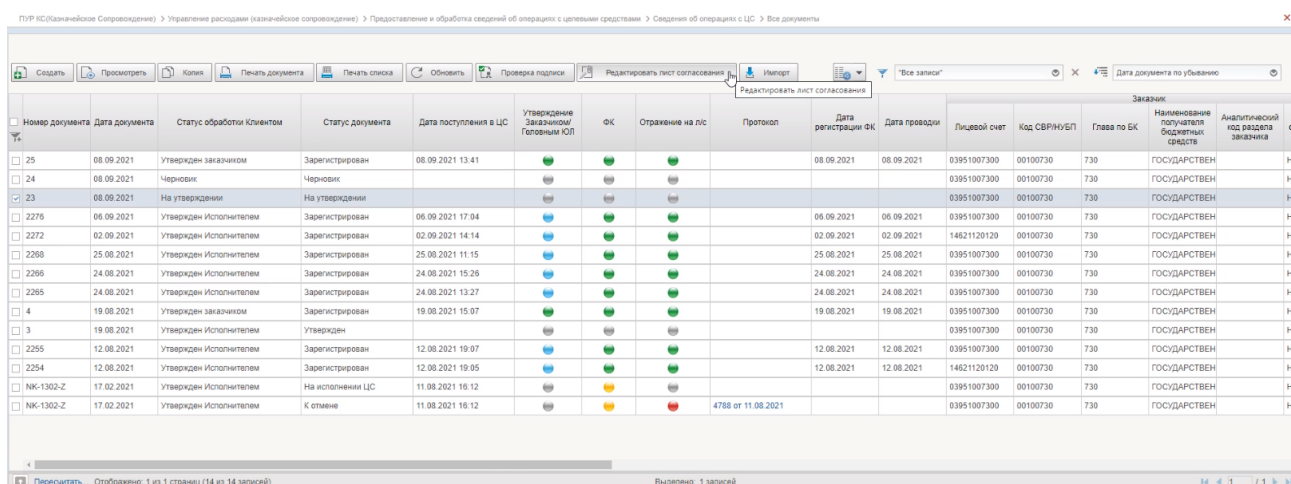 ПУР КС(Казначейское Сопровождение) > Управление расходами (казначейское сопровождение) > Предоставление и обработка сведений об операциях с целевыми средствами > Сведения об операциях с ЦС > Все документы
Создать Просмотреть Копия Печать документа Печать списка Обновить Проверка подписи Редактировать лист согласования Импорт "Все записи" Дата документа по убыванию
Редактировать лист согласования
Заказчик
Номер документа Дата документа Статус обработки Клиентом Статус документа Дата поступления в ЦС Утверждение Заказчиком/ Головным ЮЛ ФК Отражение на л/с Протокол Дата регистрации ФК Дата проводки Лицевой счет Код СВР/НУБП Глава по БК Наименование получателя бюджетных средств Аналитический код раздела заказчика
25 08.09.2021 Утвержден заказчиком Зарегистрирован 08.09.2021 13:41 08.09.2021 08.09.2021 03951007300 00100730 730 ГОСУДАРСТВЕН Н
24 08.09.2021 Черновик Черновик 03951007300 00100730 730 ГОСУДАРСТВЕН Н
23 08.09.2021 На утверждении На утверждении 03951007300 00100730 730 ГОСУДАРСТВЕН Н
2276 06.09.2021 Утвержден Исполнителем Зарегистрирован 06.09.2021 17:04 06.09.2021 06.09.2021 03951007300 00100730 730 ГОСУДАРСТВЕН Н
2272 02.09.2021 Утвержден Исполнителем Зарегистрирован 02.09.2021 14:14 02.09.2021 02.09.2021 14621120120 00100730 730 ГОСУДАРСТВЕН Н
2268 25.08.2021 Утвержден Исполнителем Зарегистрирован 25.08.2021 11:15 25.08.2021 25.08.2021 03951007300 00100730 730 ГОСУДАРСТВЕН Н
2266 24.08.2021 Утвержден Исполнителем Зарегистрирован 24.08.2021 15:26 24.08.2021 24.08.2021 03951007300 00100730 730 ГОСУДАРСТВЕН Н
2265 24.08.2021 Утвержден Исполнителем Зарегистрирован 24.08.2021 13:27 24.08.2021 24.08.2021 03951007300 00100730 730 ГОСУДАРСТВЕН Н
4 19.08.2021 Утвержден заказчиком Зарегистрирован 19.08.2021 15:07 19.08.2021 19.08.2021 03951007300 00100730 730 ГОСУДАРСТВЕН Н
3 19.08.2021 Утвержден Исполнителем Утвержден 03951007300 00100730 730 ГОСУДАРСТВЕН Н
2255 12.08.2021 Утвержден Исполнителем Зарегистрирован 12.08.2021 19:07 12.08.2021 12.08.2021 03951007300 00100730 730 ГОСУДАРСТВЕН Н
2254 12.08.2021 Утвержден Исполнителем Зарегистрирован 12.08.2021 19:05 12.08.2021 12.08.2021 14621120120 00100730 730 ГОСУДАРСТВЕН Н
NK-1302-Z 17.02.2021 Утвержден Исполнителем На исполнении ЦС 11.08.2021 16:12 03951007300 00100730 730 ГОСУДАРСТВЕН Н
NK-1302-Z 17.02.2021 Утвержден Исполнителем К отмене 11.08.2021 16:12 4788 от 11.08.2021 03951007300 00100730 730 ГОСУДАРСТВЕН Н
Пересчитать Отображено: 1 из 1 страниц (14 из 14 записей) Выделено: 1 записей 1 / 1